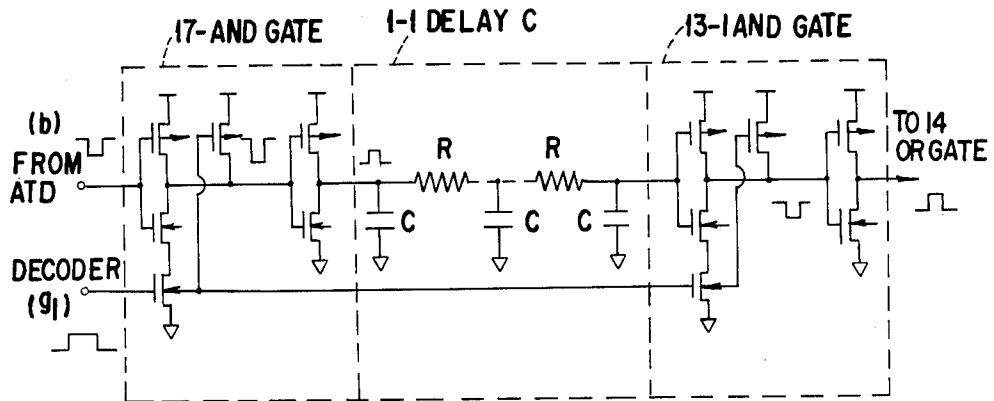 17-AND GATE
1-1 DELAY C
13-1 AND GATE
(b)
FROM
ATD
R
R
TO 14
OR GATE
C
C
C
DECODER
(g1)